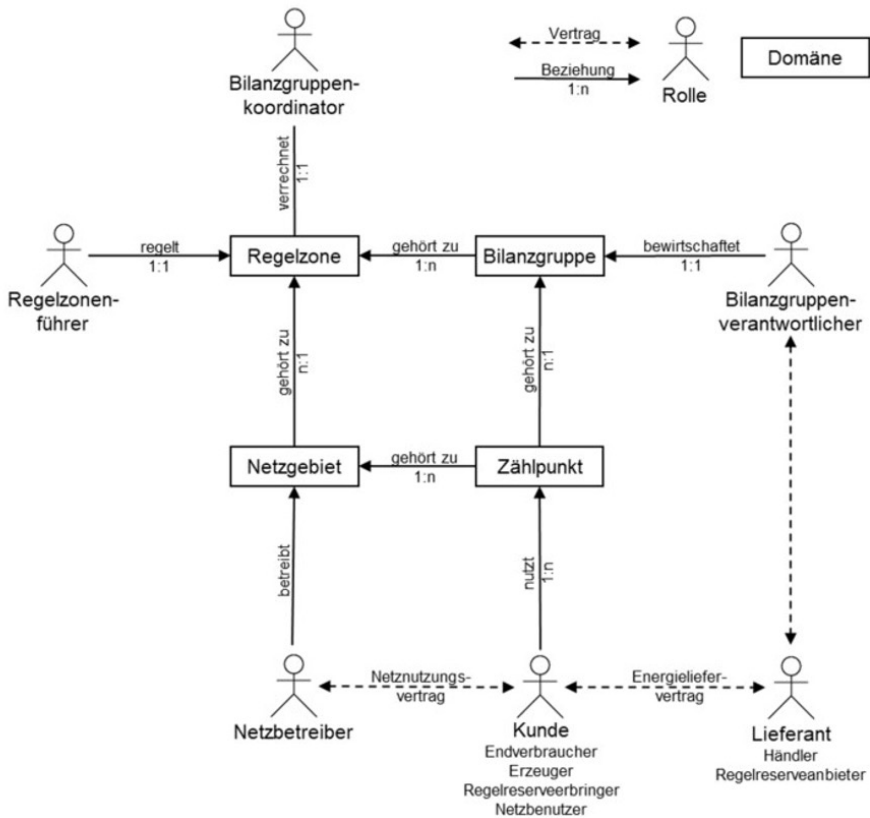 Vertrag
Beziehung
1:n
Rolle
Domäne
Bilanzgruppen-
koordinator
verrechnet
1:1
regelt
1:1
Regelzone
gehört zu
1:n
Bilanzgruppe
bewirtschaftet
1:1
Regelzonen-
führer
Bilanzgruppen-
verantwortlicher
gehört zu
n:1
gehört zu
n:1
Netzgebiet
gehört zu
1:n
Zählpunkt
betreibt
nutzt
1:n
Netznutzungs-
vertrag
Energieliefer-
vertrag
Netzbetreiber
Kunde
Endverbraucher
Erzeuger
Regelreserveerbringer
Netzbenutzer
Lieferant
Händler
Regelreserveanbieter